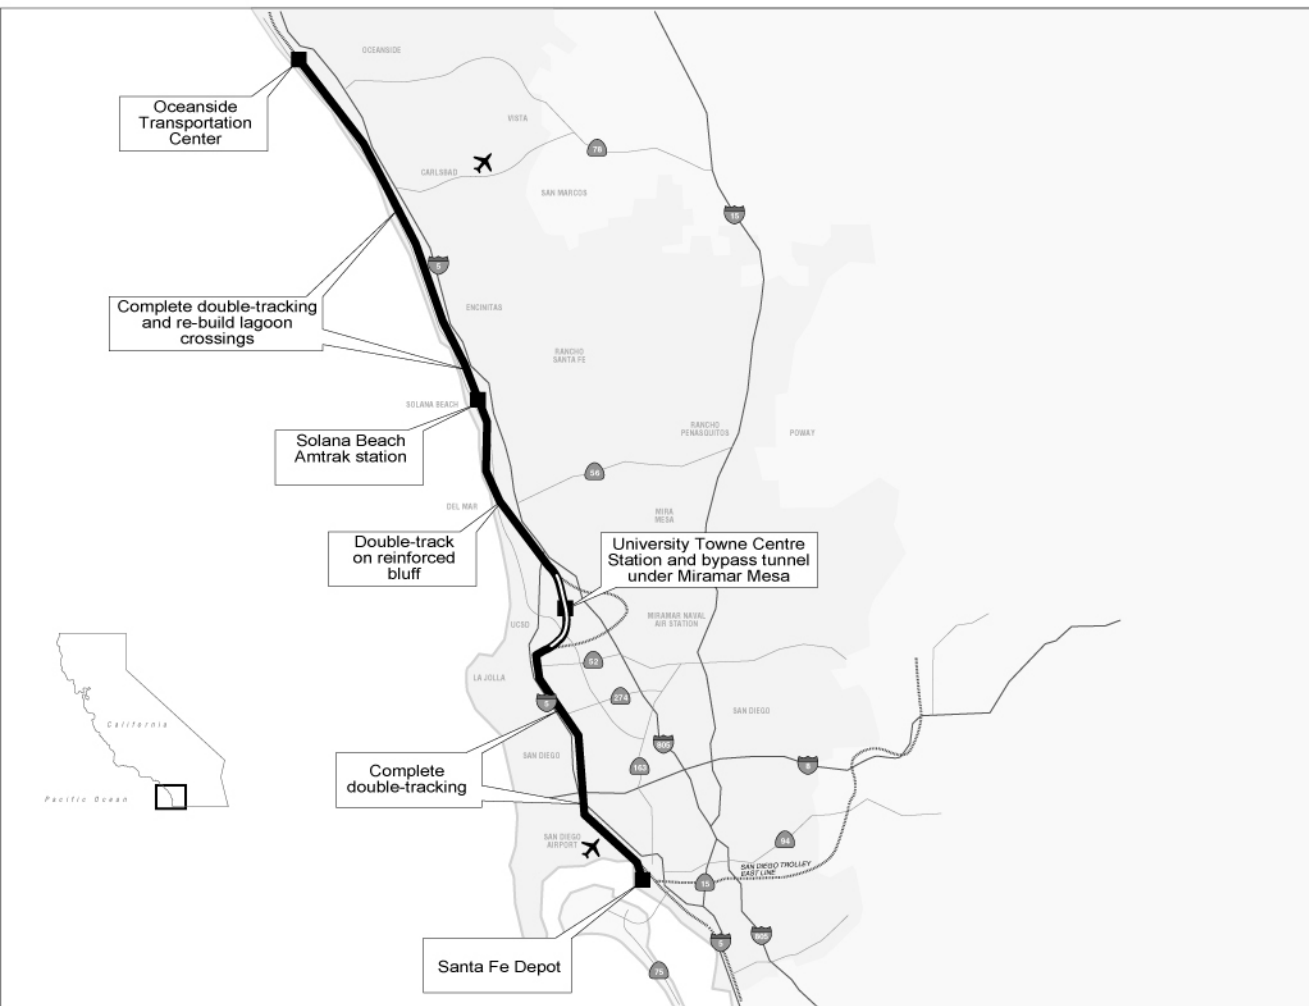 OCEANSIDE
Oceanside
Transportation
Center
VISTA
78
CARLSBAD
SAN MARCOS
15
5
Complete double-tracking
and re-build lagoon
crossings
ENCINITAS
RANCHO
SANTA FE
SOLANA BEACH
Solana Beach
Amtrak station
RANCHO
PENASQUITOS
POWAY
56
DEL MAR
MIRA
MESA
Double-track
on reinforced
bluff
University Towne Centre
Station and bypass tunnel
under Miramar Mesa
UCSD
MIRAMAR NAVAL
AIR STATION
52
LA JOLLA
274
5
SAN DIEGO
California
Pacific Ocean
SAN DIEGO
805
163
8
Complete
double-tracking
SAN DIEGO
AIRPORT
94
SAN DIEGO TROLLEY
EAST LINE
15
Santa Fe Depot
5
805
75